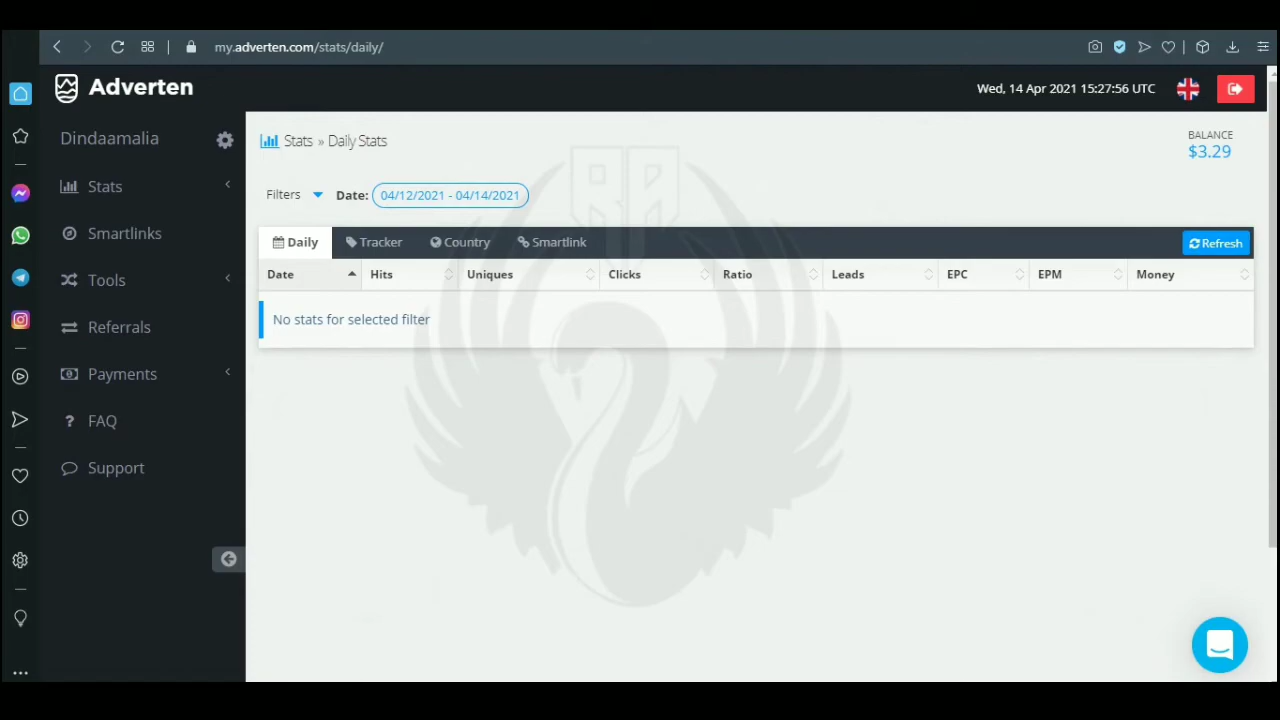 my.adverten.com/stats/daily/
Adverten
Wed, 14 Apr 2021 15:27:56 UTC
Dindaamalia
Stats
Smartlinks
Tools
Referrals
Payments
? FAQ
Support
Stats » Daily Stats
BALANCE
$3.29
Filters Date: 04/12/2021 - 04/14/2021
Daily Tracker Country Smartlink Refresh
Date Hits Uniques Clicks Ratio Leads EPC EPM Money
No stats for selected filter